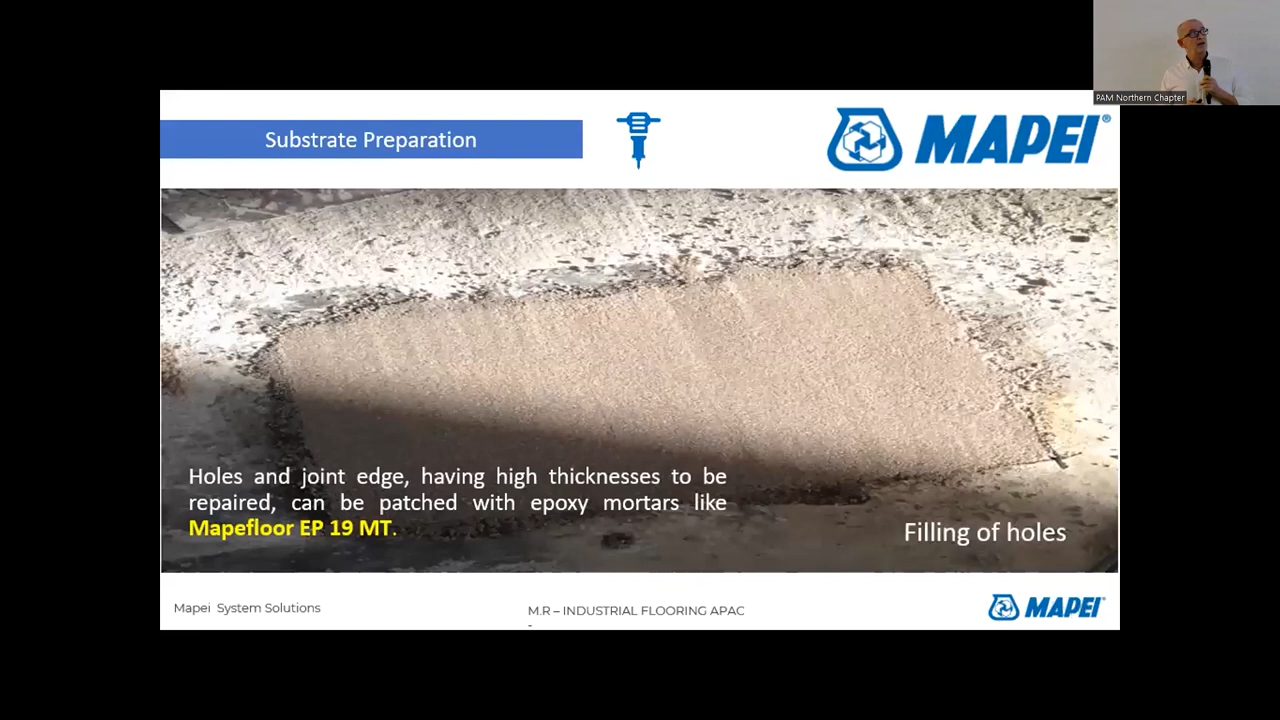 PAM Northern Chapter
Substrate Preparation
MAPEI®
Holes and joint edge, having high thicknesses to be
repaired, can be patched with epoxy mortars like
Mapefloor EP 19 MT.
Filling of holes
Mapei System Solutions
M.R – INDUSTRIAL FLOORING APAC
-
MAPEI®